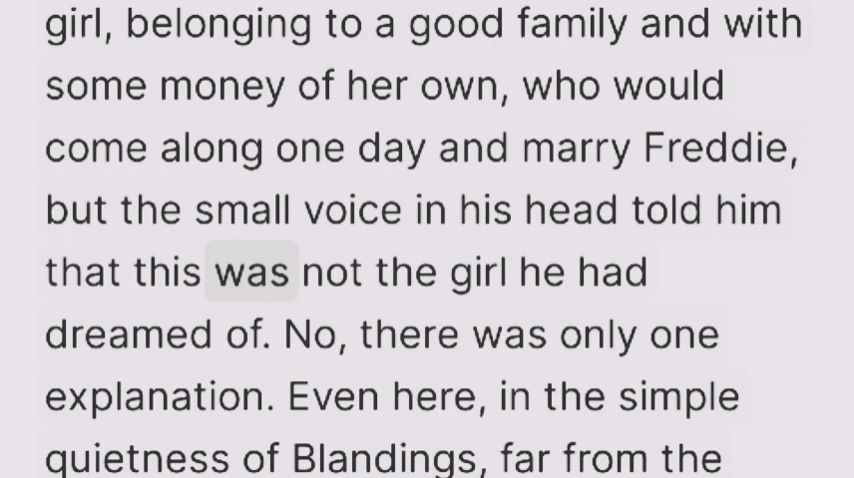 girl, belonging to a good family and with
some money of her own, who would
come along one day and marry Freddie,
but the small voice in his head told him
that this was not the girl he had
dreamed of. No, there was only one
explanation. Even here, in the simple
quietness of Blandings, far from the